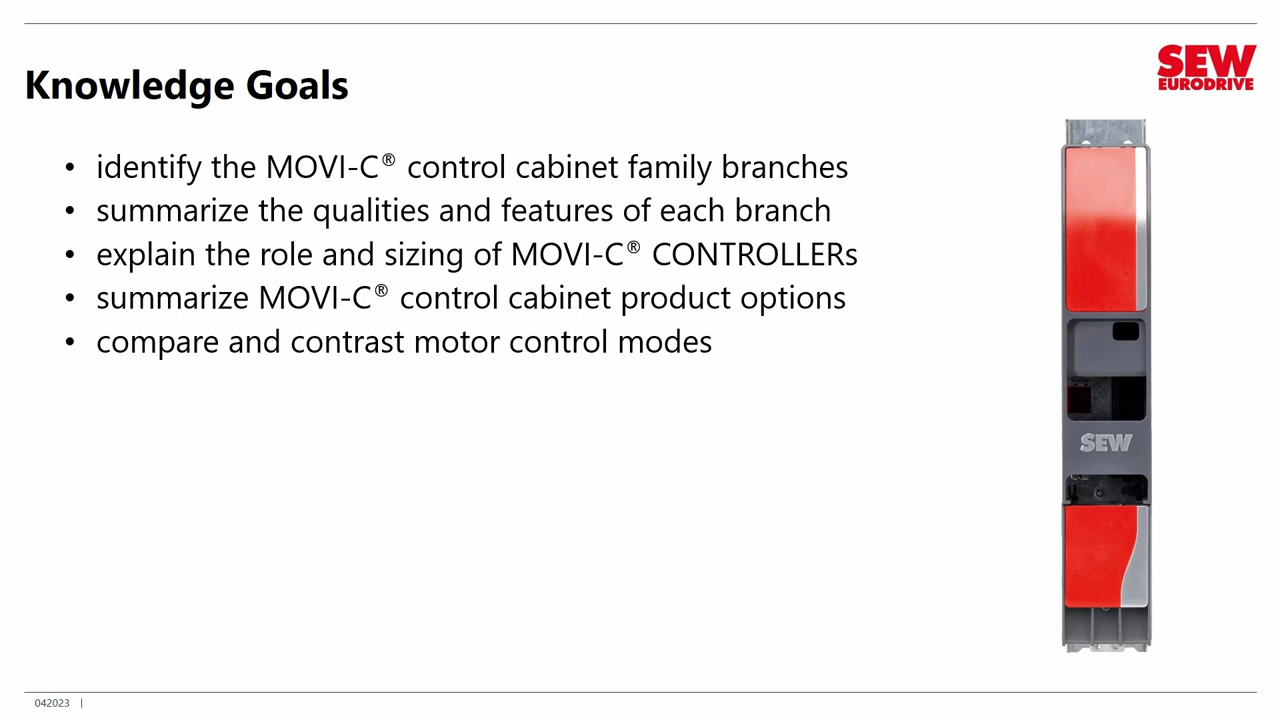 Knowledge Goals
SEW
EURODRIVE
• identify the MOVI-C® control cabinet family branches
• summarize the qualities and features of each branch
• explain the role and sizing of MOVI-C® CONTROLLERs
• summarize MOVI-C® control cabinet product options
• compare and contrast motor control modes
SEW
042023 |